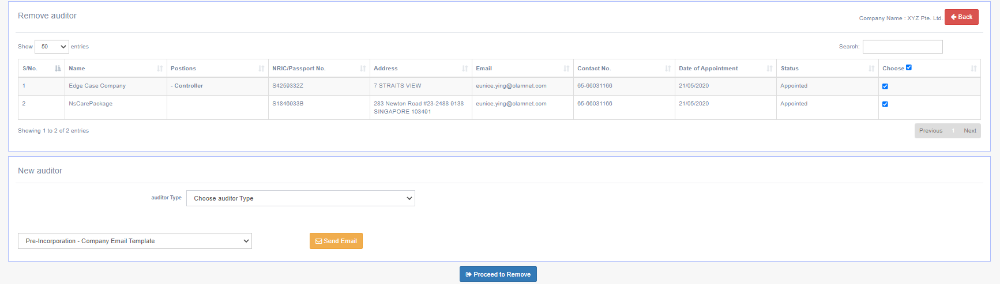 Remove auditor
Company Name : XYZ Pte. Ltd. Back
Show 50 entries Search:
S/No. Name Postions NRIC/Passport No. Address Email Contact No. Date of Appointment Status Choose
1 Edge Case Company - Controller S4259332Z 7 STRAITS VIEW eunice.ying@olamnet.com 65-66031166 21/05/2020 Appointed
2 NsCarePackage S1846933B 283 Newton Road #23-2488 9138 eunice.ying@olamnet.com 65-66031166 21/05/2020 Appointed
SINGAPORE 103491
Showing 1 to 2 of 2 entries Previous 1 Next
New auditor
auditor Type Choose auditor Type
Pre-Incorporation - Company Email Template Send Email
Proceed to Remove